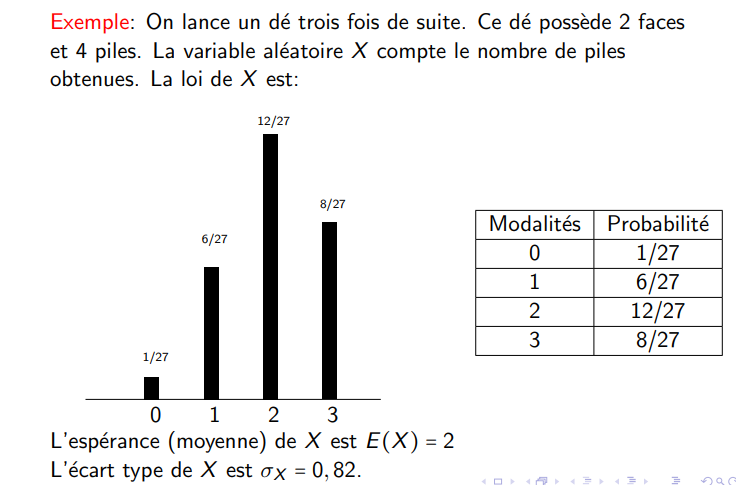 Exemple: On lance un dé trois fois de suite. Ce dé possède 2 faces
et 4 piles. La variable aléatoire X compte le nombre de piles
obtenues. La loi de X est:
12/27
8/27
6/27
1/27
0 1 2 3
Modalités Probabilité
0 1/27
1 6/27
2 12/27
3 8/27
L'espérance (moyenne) de X est E(X) = 2
L'écart type de X est σX = 0, 82.